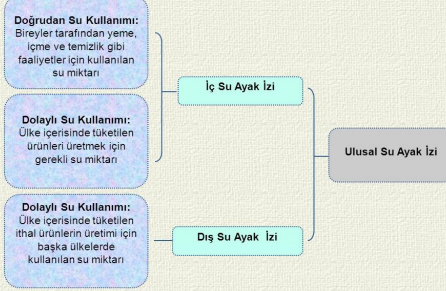 Doğrudan Su Kullanımı:
Bireyler tarafından yeme,
içme ve temizlik gibi
faaliyetler için kullanılan
su miktarı
İç Su Ayak İzi
Dolaylı Su Kullanımı:
Ülke içerisinde tüketilen
ürünleri üretmek için
gerekli su miktarı
Ulusal Su Ayak İzi
Dolaylı Su Kullanımı:
Ülke içerisinde tüketilen
ithal ürünlerin üretimi için
başka ülkelerde
kullanılan su miktarı
Dış Su Ayak İzi